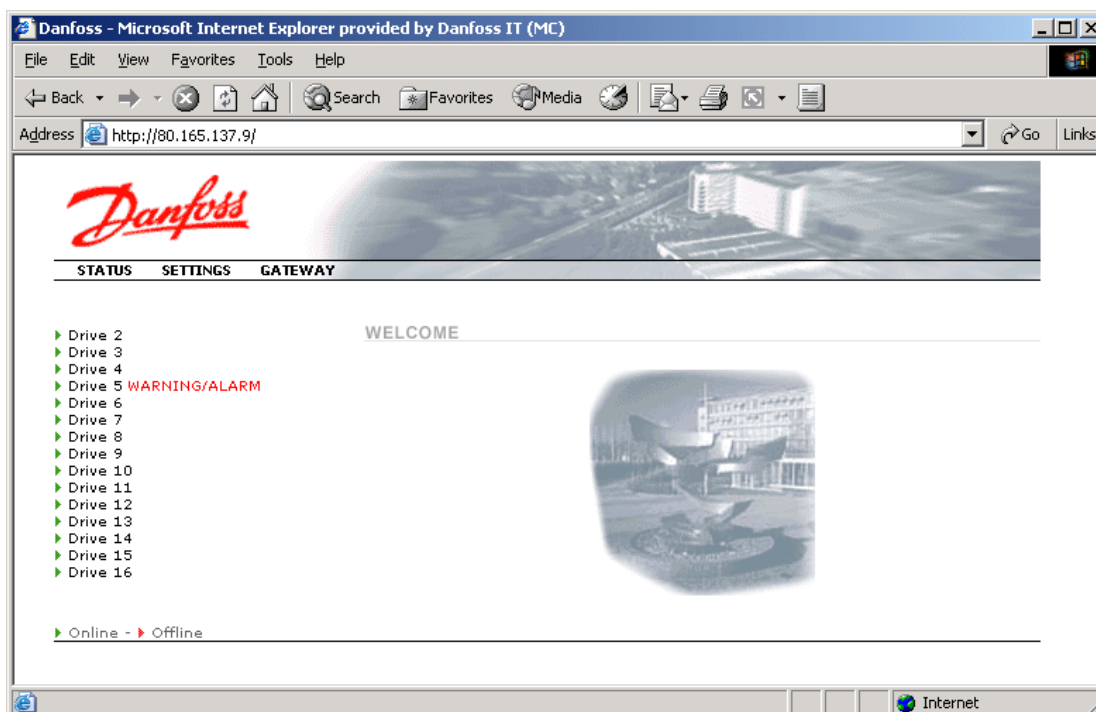 Danfoss - Microsoft Internet Explorer provided by Danfoss IT (MC)
File Edit View Favorites Tools Help
Back Search Favorites Media
Address http://80.165.137.9/ Go Links
Danfoss
STATUS SETTINGS GATEWAY
WELCOME
Drive 2
Drive 3
Drive 4
Drive 5 WARNING/ALARM
Drive 6
Drive 7
Drive 8
Drive 9
Drive 10
Drive 11
Drive 12
Drive 13
Drive 14
Drive 15
Drive 16
Online - Offline
Internet